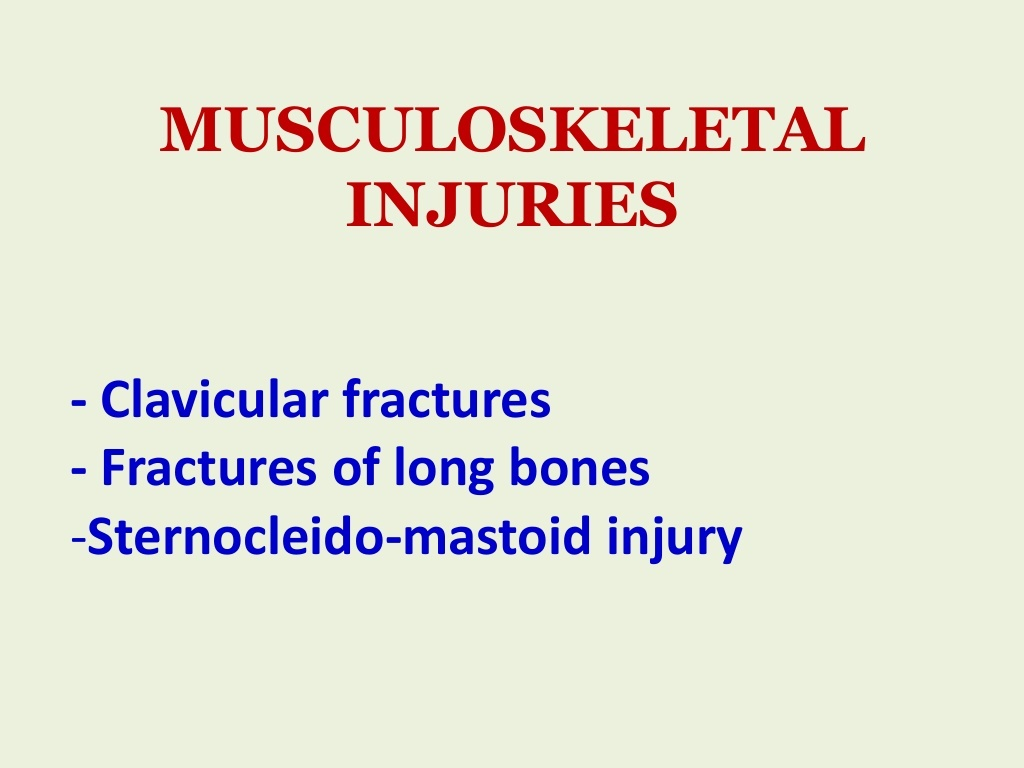 MUSCULOSKELETAL
INJURIES
- Clavicular fractures
- Fractures of long bones
-Sternocleido-mastoid injury